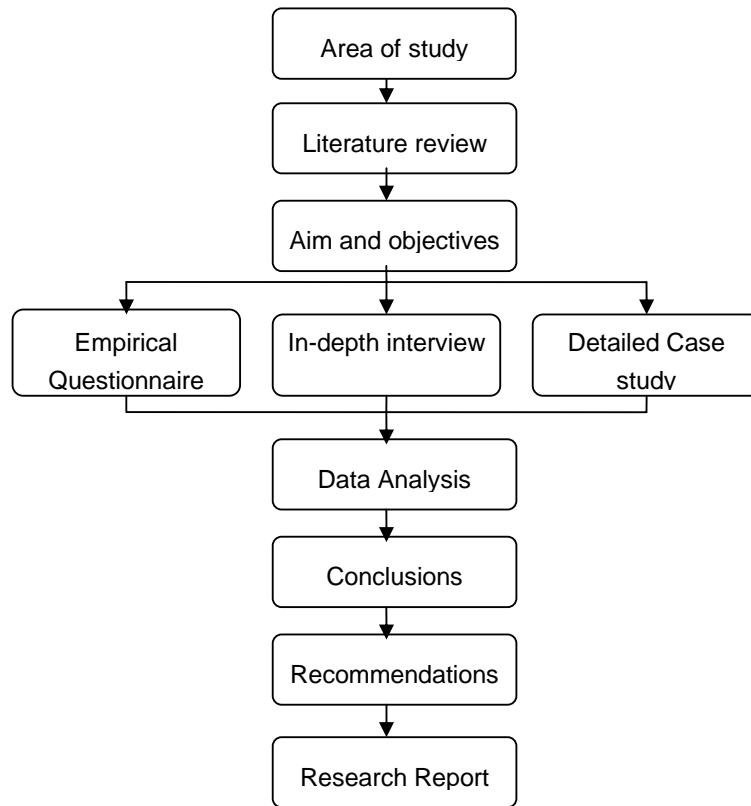 Area of study
Literature review
Aim and objectives
Empirical
Questionnaire
In-depth interview
Detailed Case
study
Data Analysis
Conclusions
Recommendations
Research Report